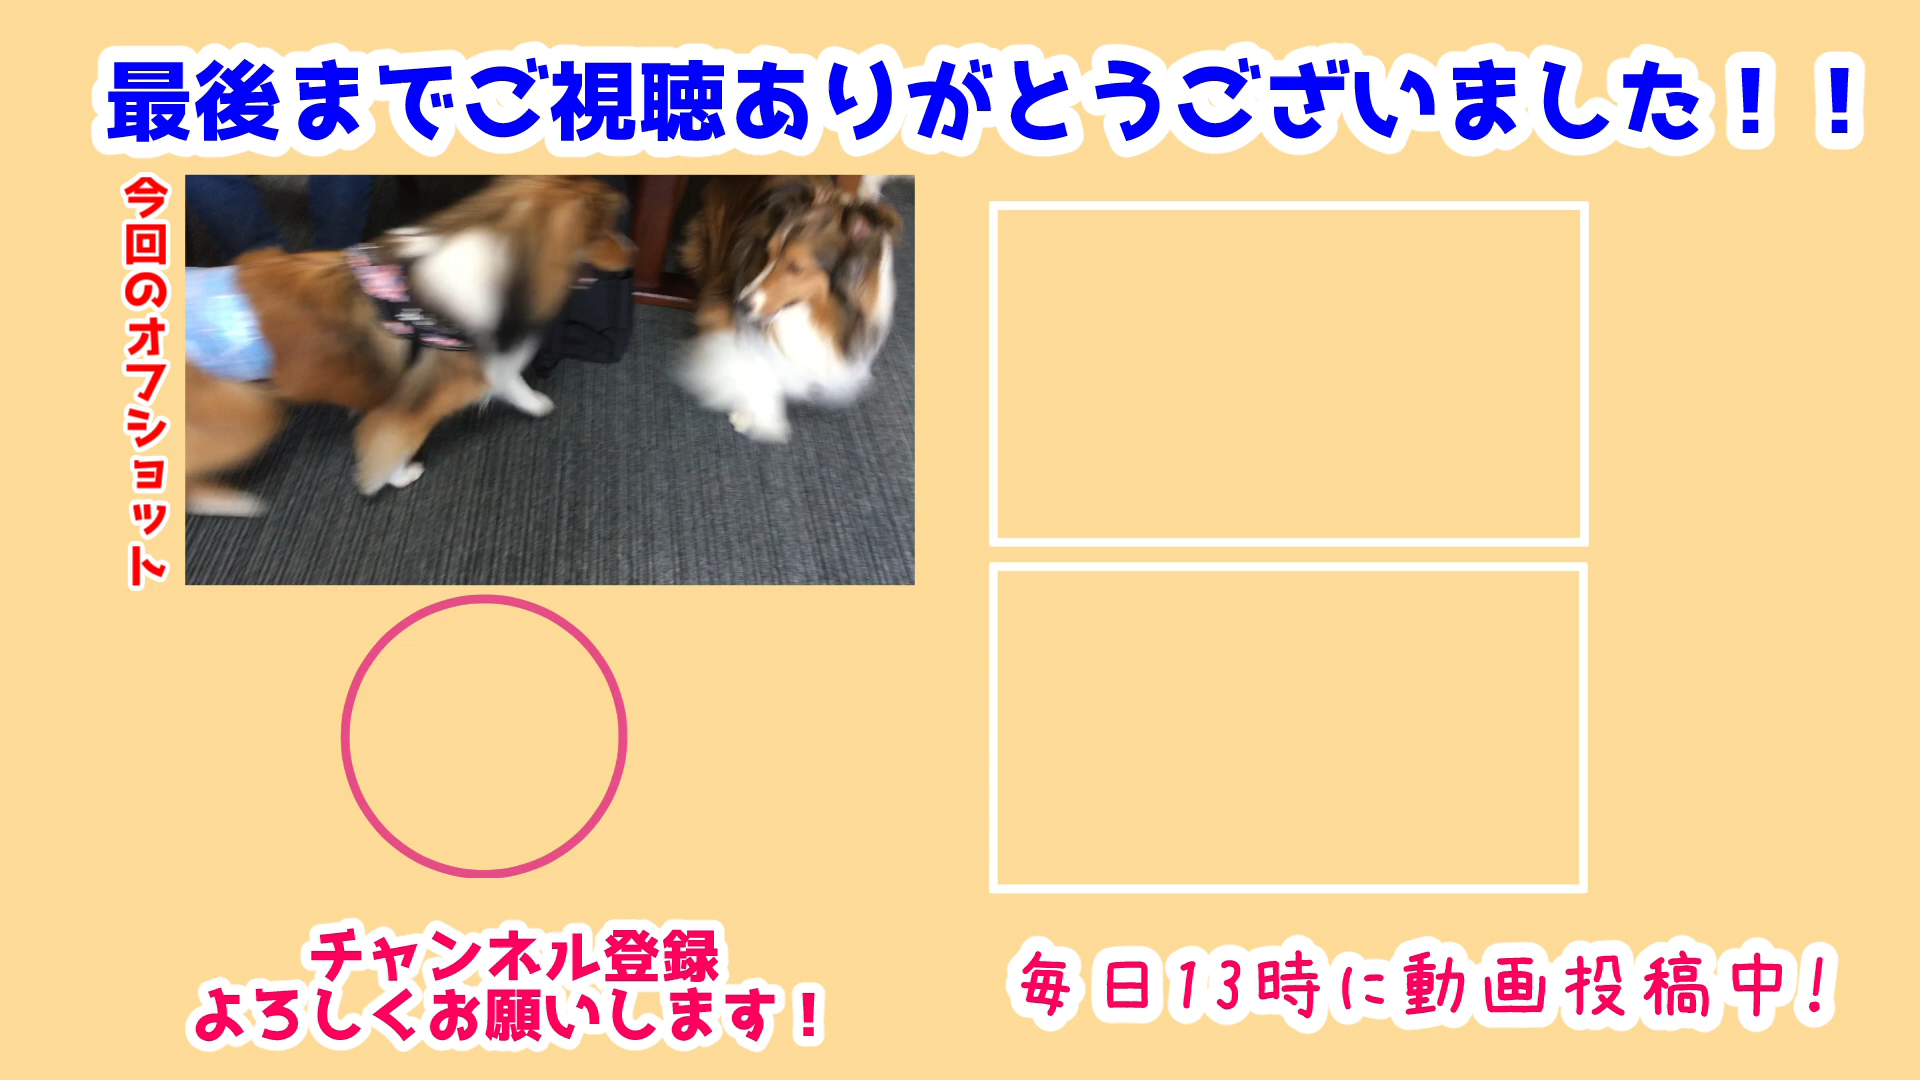 最後までご視聴ありがとうございました！！
今回のオフショット
チャンネル登録
よろしくお願いします！
毎日13時に動画投稿中!